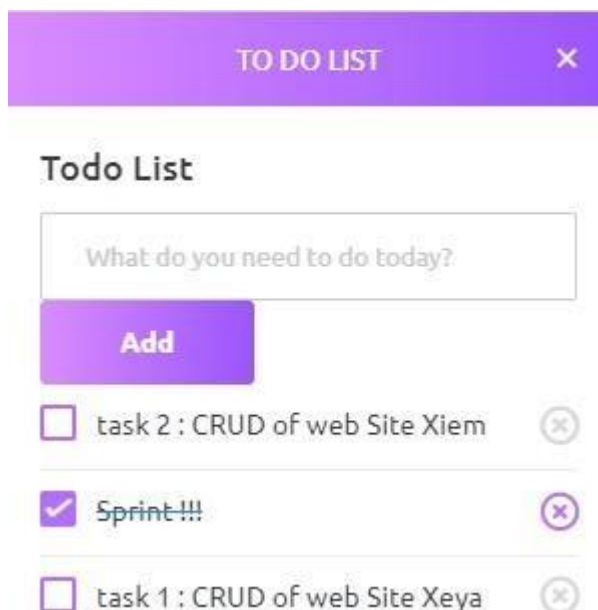 TO DO LIST ×
Todo List
What do you need to do today?
Add
task 2 : CRUD of web Site Xiem
Sprint !!!
task 1 : CRUD of web Site Xeya